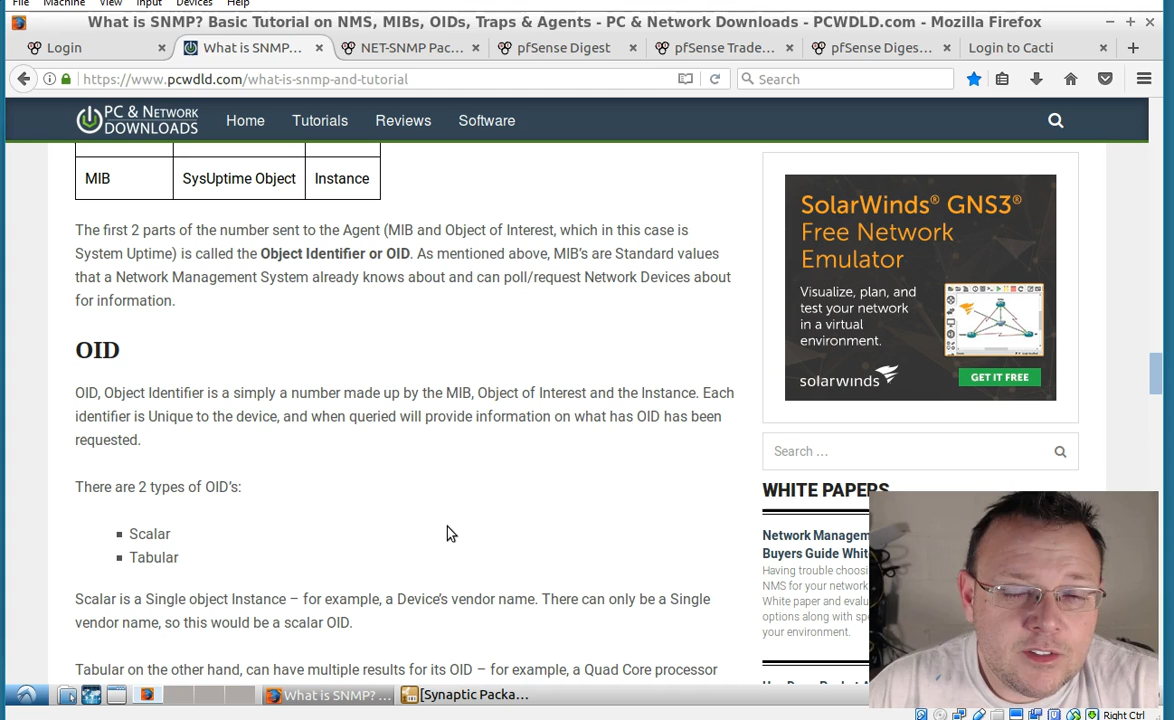 File Machine View Input Devices Help
What is SNMP? Basic Tutorial on NMS, MIBs, OIDs, Traps & Agents - PC & Network Downloads - PCWDLD.com - Mozilla Firefox
Login What is SNMP... NET-SNMP Pac... pfSense Digest pfSense Trade... pfSense Diges... Login to Cacti
https://www.pcwdld.com/what-is-snmp-and-tutorial Search
PC & NETWORK DOWNLOADS Home Tutorials Reviews Software
MIB SysUptime Object Instance
The first 2 parts of the number sent to the Agent (MIB and Object of Interest, which in this case is
System Uptime) is called the Object Identifier or OID. As mentioned above, MIB's are Standard values
that a Network Management System already knows about and can poll/request Network Devices about
for information.
OID
OID, Object Identifier is a simply a number made up by the MIB, Object of Interest and the Instance. Each
identifier is Unique to the device, and when queried will provide information on what has OID has been
requested.
There are 2 types of OID's:
Scalar
Tabular
Scalar is a Single object Instance – for example, a Device's vendor name. There can only be a Single
vendor name, so this would be a scalar OID.
Tabular on the other hand, can have multiple results for its OID – for example, a Quad Core processor
SolarWinds® GNS3®
Free Network
Emulator
Visualize, plan, and
test your network
in a virtual
environment.
solarwinds GET IT FREE
Search ...
WHITE PAPERS
Network Managem
Buyers Guide Whit
Having trouble choosi
NMS for your network
White paper and evalu
options along with spe
your environment.
What is SNMP? ... [Synaptic Packa...
Right Ctrl